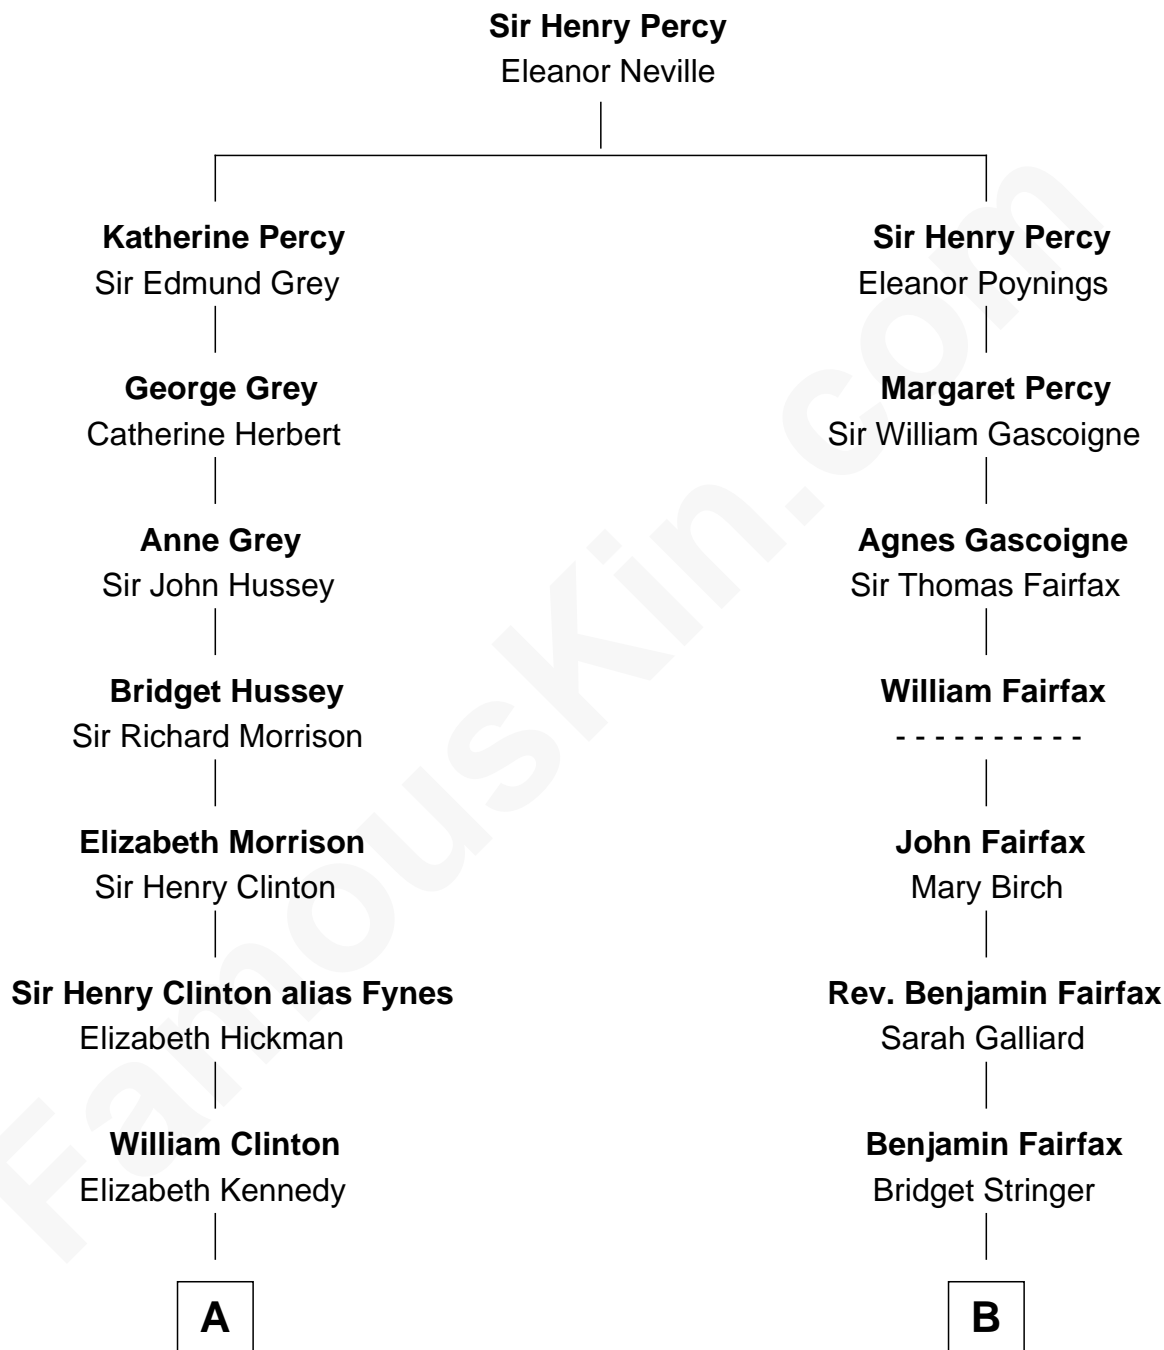 Sir Henry Percy
Eleanor Neville
Katherine Percy
Sir Edmund Grey
Sir Henry Percy
Eleanor Poynings
George Grey
Catherine Herbert
Margaret Percy
Sir William Gascoigne
Anne Grey
Sir John Hussey
Agnes Gascoigne
Sir Thomas Fairfax
Bridget Hussey
Sir Richard Morrison
William Fairfax
- - - - - - - - - -
Elizabeth Morrison
Sir Henry Clinton
John Fairfax
Mary Birch
Sir Henry Clinton alias Fynes
Elizabeth Hickman
Rev. Benjamin Fairfax
Sarah Galliard
William Clinton
Elizabeth Kennedy
Benjamin Fairfax
Bridget Stringer
A
B
FamousKin.com